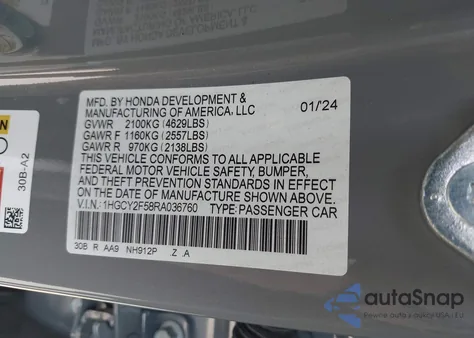 MFD. BY HONDA DEVELOPMENT &
MANUFACTURING OF AMERICA, LLC 01/'24
GVWR 2100KG (4629LBS)
GAWR F 1160KG (2557LBS)
GAWR R 970KG (2138LBS)
THIS VEHICLE CONFORMS TO ALL APPLICABLE
FEDERAL MOTOR VEHICLE SAFETY, BUMPER,
AND THEFT PREVENTION STANDARDS IN EFFECT
ON THE DATE OF MANUFACTURE SHOWN ABOVE.
V.I.N: 1HGCY2F58RA036760 TYPE: PASSENGER CAR
30B R AA9 NH912P .Z .A
30B-A2
autoSnap